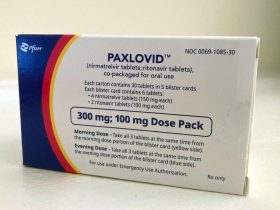 Pfizer
NDC 0069-1085-30
PAXLOVID™
(nirmatrelvir tablets; ritonavir tablets),
co-packaged for oral use
Each carton contains 30 tablets in 5 blister cards
Each blister card contains 6 tablets:
• 4 nirmatrelvir tablets (150 mg each)
• 2 ritonavir tablets (100 mg each)
300 mg; 100 mg Dose Pack
Morning Dose - Take all 3 tablets at the same time from
the morning dose portion of the blister card (yellow side).
Evening Dose - Take all 3 tablets at the same time from the
evening dose portion of the blister card (blue side).
For use under Emergency Use Authorization.
Rx only